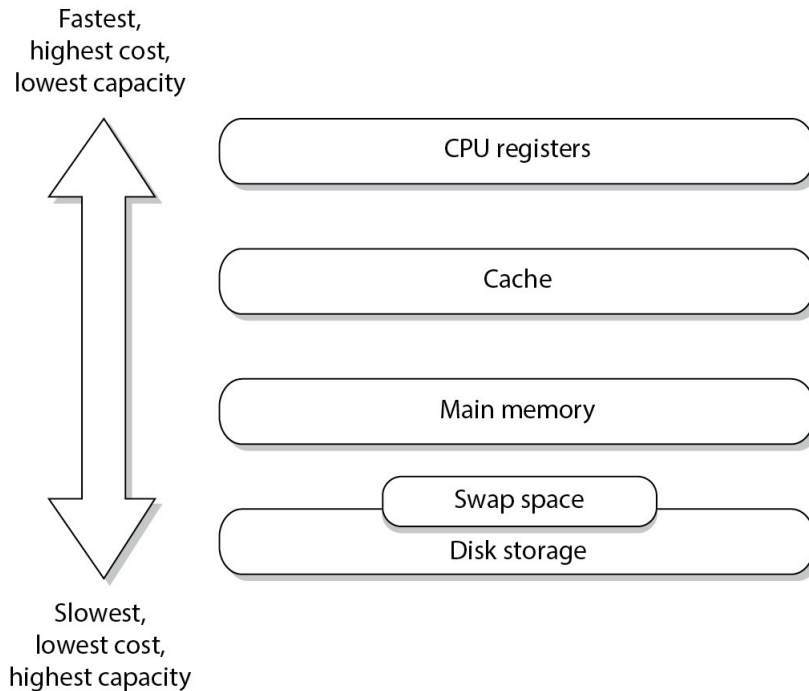 Fastest,
highest cost,
lowest capacity
CPU registers
Cache
Main memory
Swap space
Disk storage
Slowest,
lowest cost,
highest capacity